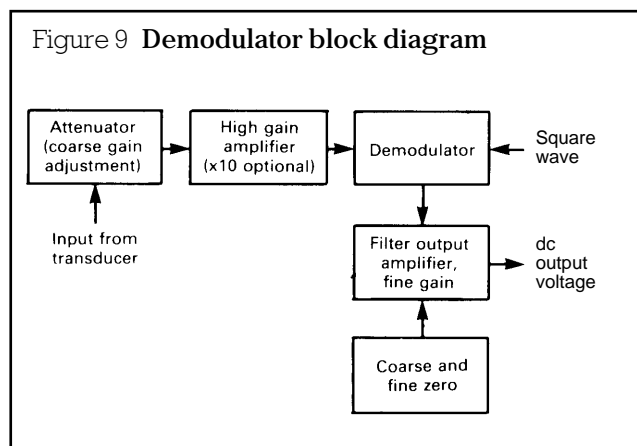 Figure 9 Demodulator block diagram
Attenuator
(coarse gain
adjustment)
High gain
amplifier
(x10 optional)
Demodulator
Square
wave
Input from
transducer
Filter output
amplifier,
fine gain
dc
output
voltage
Coarse and
fine zero